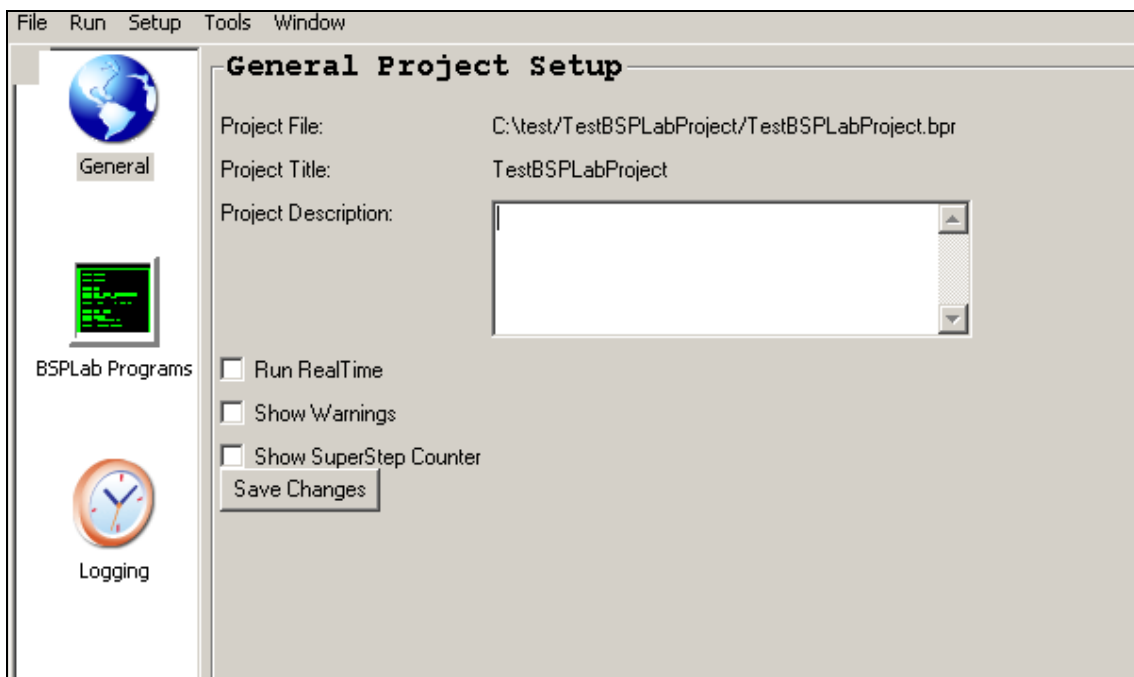 File Run Setup Tools Window
General
BSPLab Programs
Logging
General Project Setup
Project File: C:\test/TestBSPLabProject/TestBSPLabProject.bpr
Project Title: TestBSPLabProject
Project Description:
Run RealTime
Show Warnings
Show SuperStep Counter
Save Changes